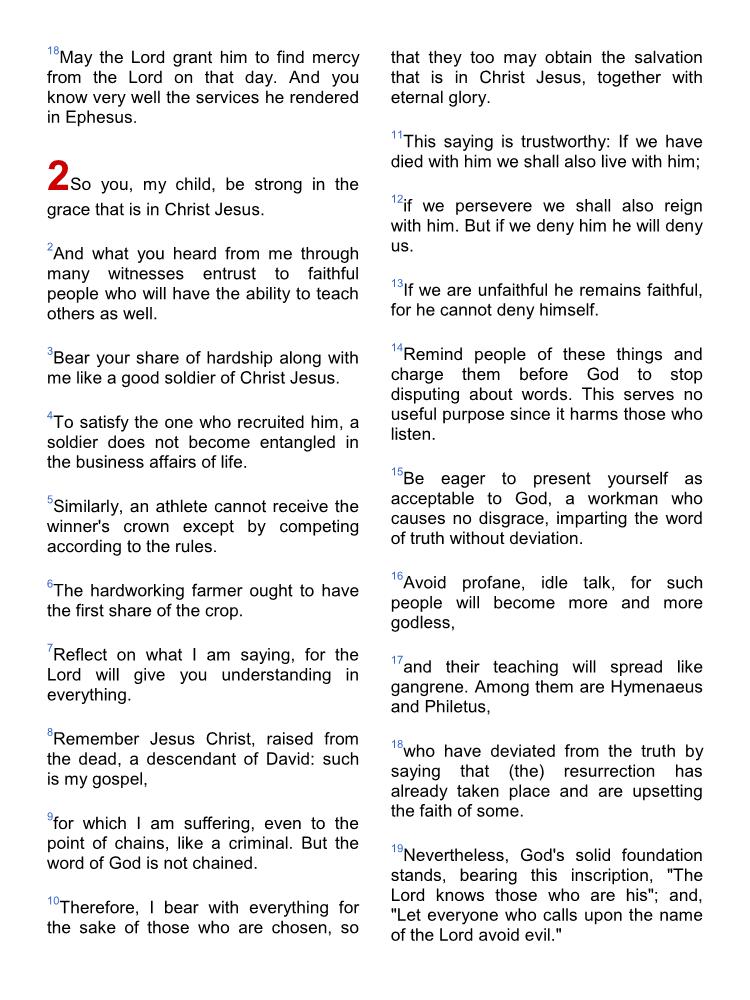 18May the Lord grant him to find mercy
from the Lord on that day. And you
know very well the services he rendered
in Ephesus.
2So you, my child, be strong in the
grace that is in Christ Jesus.
2And what you heard from me through
many witnesses entrust to faithful
people who will have the ability to teach
others as well.
3Bear your share of hardship along with
me like a good soldier of Christ Jesus.
4To satisfy the one who recruited him, a
soldier does not become entangled in
the business affairs of life.
5Similarly, an athlete cannot receive the
winner's crown except by competing
according to the rules.
6The hardworking farmer ought to have
the first share of the crop.
7Reflect on what I am saying, for the
Lord will give you understanding in
everything.
8Remember Jesus Christ, raised from
the dead, a descendant of David: such
is my gospel,
9for which I am suffering, even to the
point of chains, like a criminal. But the
word of God is not chained.
10Therefore, I bear with everything for
the sake of those who are chosen, so
that they too may obtain the salvation
that is in Christ Jesus, together with
eternal glory.
11This saying is trustworthy: If we have
died with him we shall also live with him;
12if we persevere we shall also reign
with him. But if we deny him he will deny
us.
13If we are unfaithful he remains faithful,
for he cannot deny himself.
14Remind people of these things and
charge them before God to stop
disputing about words. This serves no
useful purpose since it harms those who
listen.
15Be eager to present yourself as
acceptable to God, a workman who
causes no disgrace, imparting the word
of truth without deviation.
16Avoid profane, idle talk, for such
people will become more and more
godless,
17and their teaching will spread like
gangrene. Among them are Hymenaeus
and Philetus,
18who have deviated from the truth by
saying that (the) resurrection has
already taken place and are upsetting
the faith of some.
19Nevertheless, God's solid foundation
stands, bearing this inscription, "The
Lord knows those who are his"; and,
"Let everyone who calls upon the name
of the Lord avoid evil."